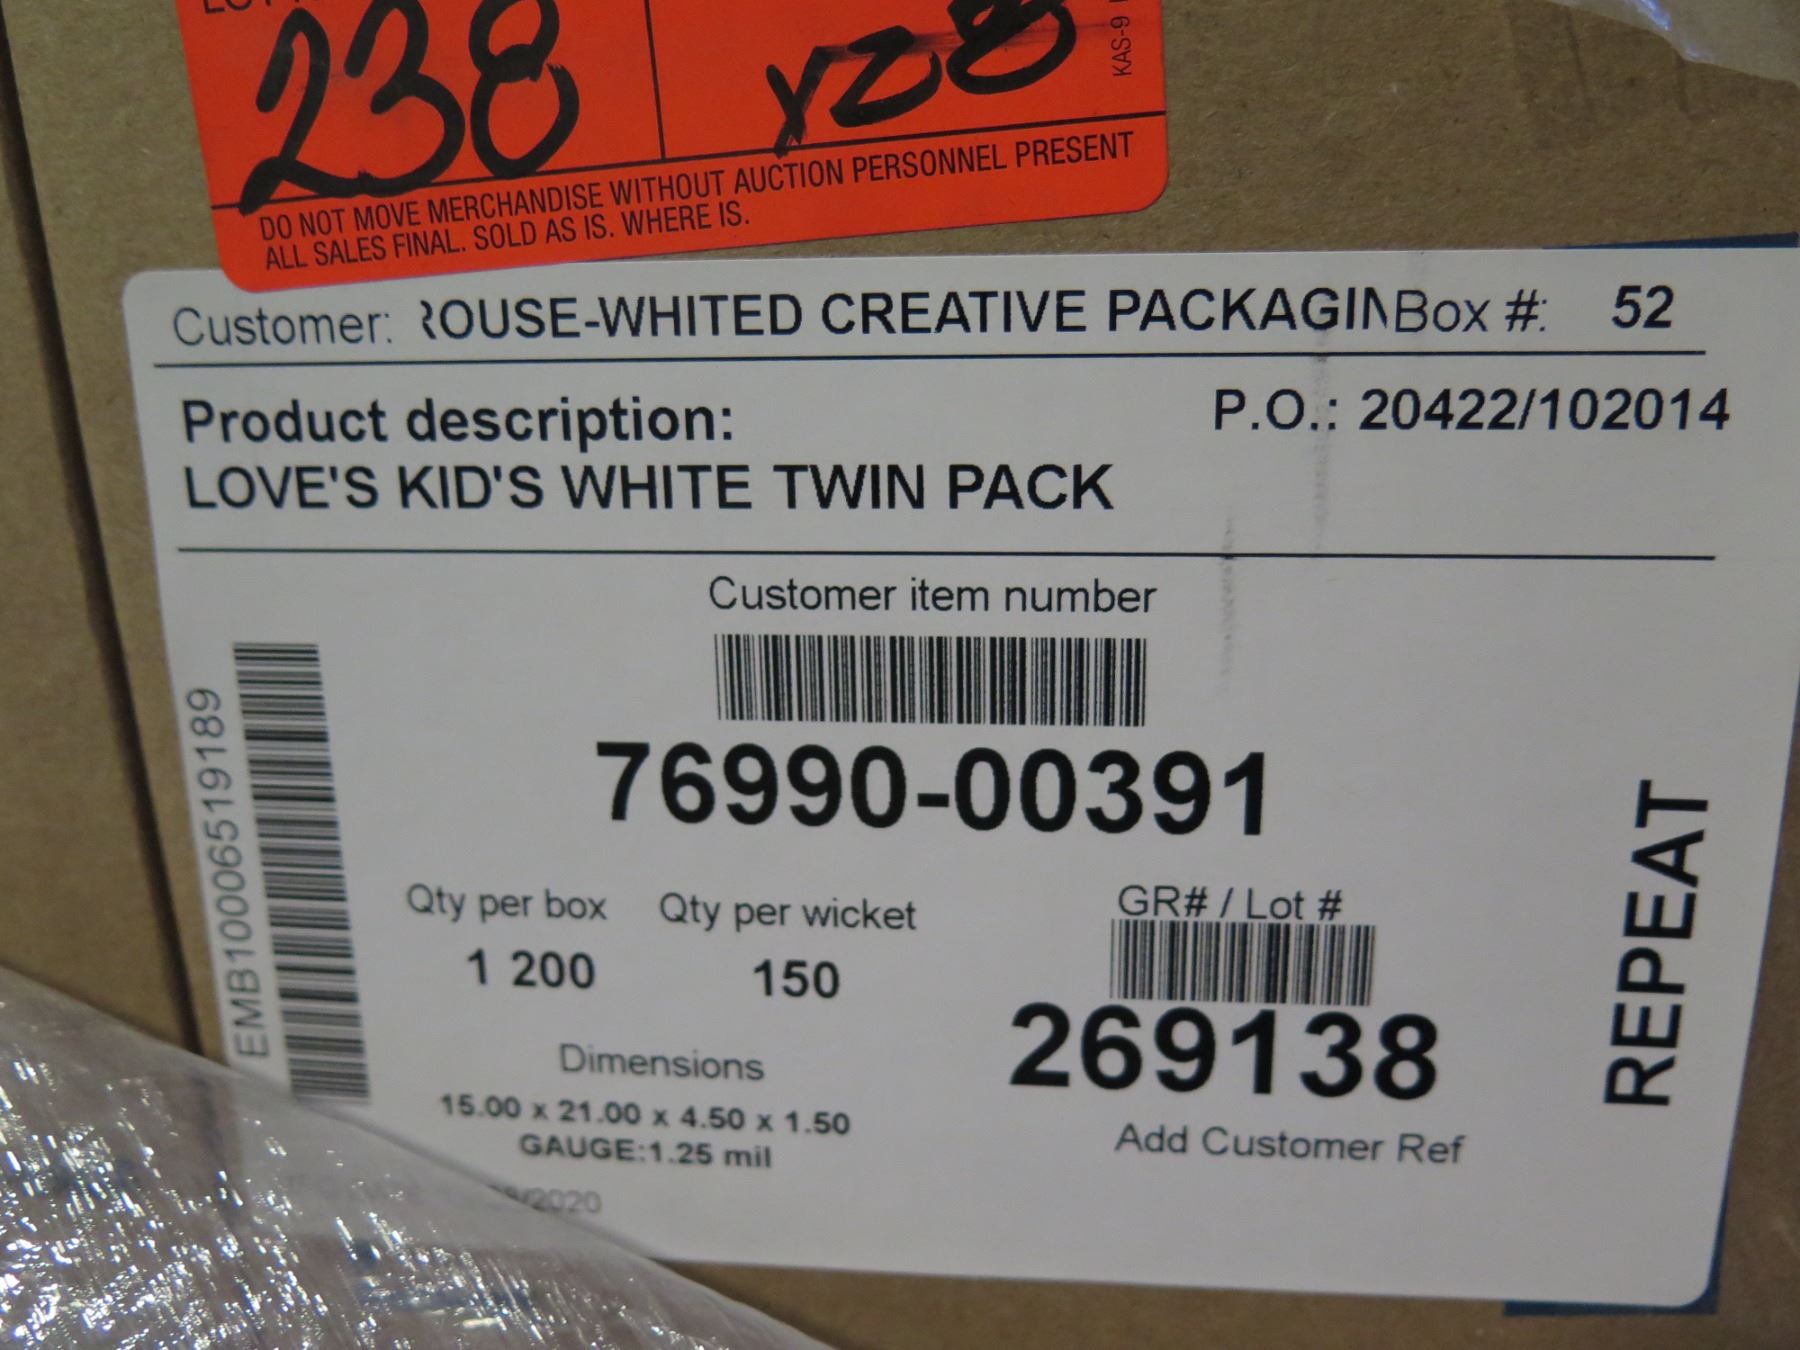 238
x28
KAS-9
DO NOT MOVE MERCHANDISE WITHOUT AUCTION PERSONNEL PRESENT
ALL SALES FINAL. SOLD AS IS. WHERE IS.
Customer: ROUSE-WHITED CREATIVE PACKAGIN Box #: 52
Product description: P.O.: 20422/102014
LOVE'S KID'S WHITE TWIN PACK
Customer item number
76990-00391
EMB10006519189
Qty per box Qty per wicket GR# / Lot #
1 200 150
269138
Dimensions
15.00 x 21.00 x 4.50 x 1.50
GAUGE:1.25 mil
Add Customer Ref
/2020
REPEAT